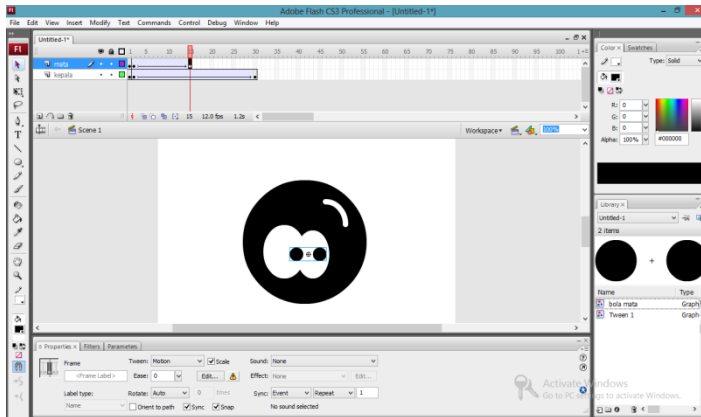 Adobe Flash CS3 Professional - [Untitled-1*]
File Edit View Insert Modify Text Commands Control Debug Window Help
Untitled-1*
1 5 10 15 20 25 30 35 40 45 50 55 60 65 70 75 80 85 90 95 100
mata
kepala
15 12.0 fps 1.2s
Scene 1
Workspace
100%
Fl
Color × Swatches
Type: Solid
R: 0
G: 0
B: 0
Alpha: 100% #000000
Library ×
Untitled-1
2 items
Name Type
bola mata Graph
Tween 1 Graph
Properties × Filters Parameters
Frame Tween: Motion Scale Sound: None
<Frame Label> Ease: 0 Edit... Effect: None Edit...
Label type: Rotate: Auto × 0 times Sync: Event Repeat 1
Name Orient to path Sync Snap No sound selected
Activate Windows
Go to PC settings to activate Windows.